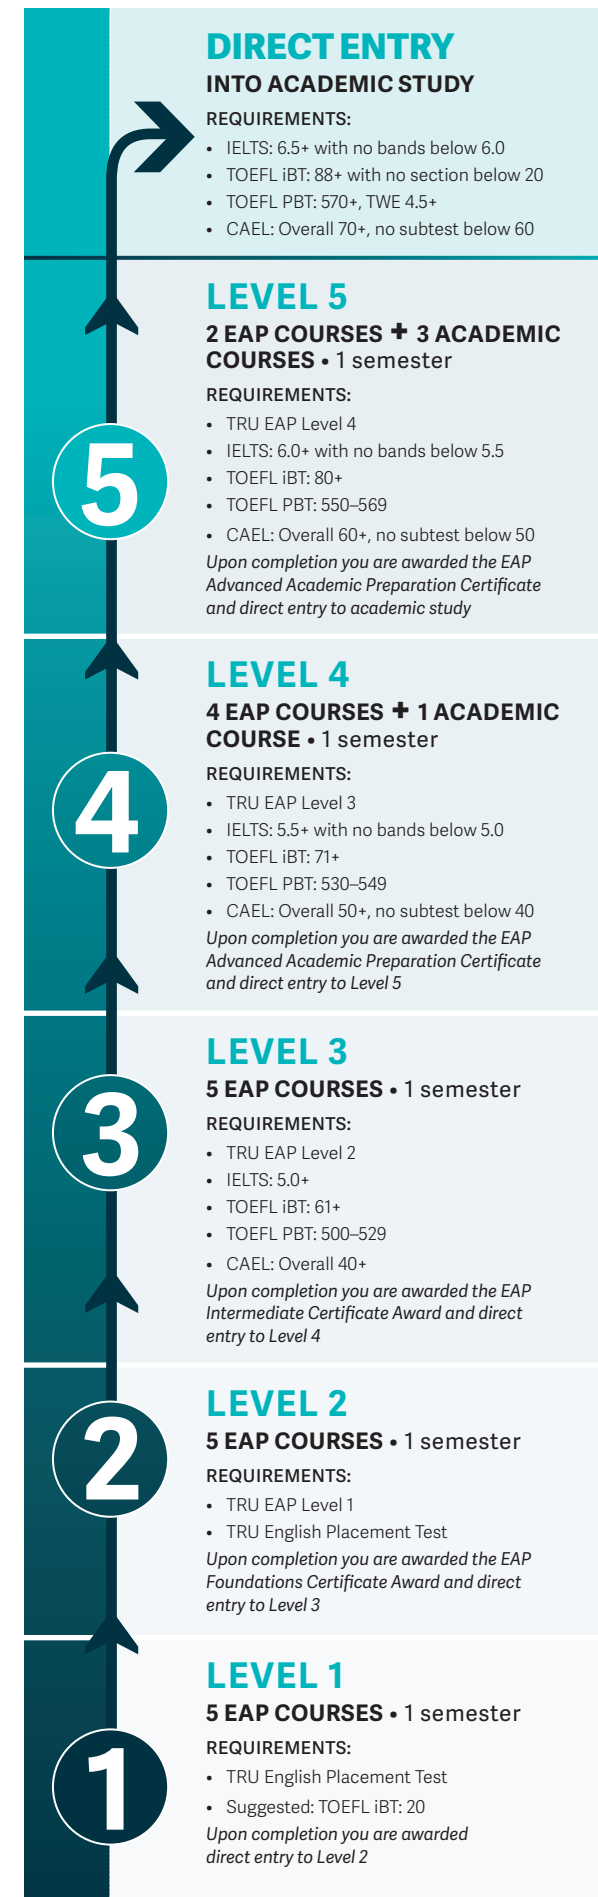 DIRECT ENTRY
INTO ACADEMIC STUDY
REQUIREMENTS:
• IELTS: 6.5+ with no bands below 6.0
• TOEFL iBT: 88+ with no section below 20
• TOEFL PBT: 570+, TWE 4.5+
• CAEL: Overall 70+, no subtest below 60
5
LEVEL 5
2 EAP COURSES + 3 ACADEMIC
COURSES • 1 semester
REQUIREMENTS:
• TRU EAP Level 4
• IELTS: 6.0+ with no bands below 5.5
• TOEFL iBT: 80+
• TOEFL PBT: 550–569
• CAEL: Overall 60+, no subtest below 50
Upon completion you are awarded the EAP
Advanced Academic Preparation Certificate
and direct entry to academic study
4
LEVEL 4
4 EAP COURSES + 1 ACADEMIC
COURSE • 1 semester
REQUIREMENTS:
• TRU EAP Level 3
• IELTS: 5.5+ with no bands below 5.0
• TOEFL iBT: 71+
• TOEFL PBT: 530–549
• CAEL: Overall 50+, no subtest below 40
Upon completion you are awarded the EAP
Advanced Academic Preparation Certificate
and direct entry to Level 5
3
LEVEL 3
5 EAP COURSES • 1 semester
REQUIREMENTS:
• TRU EAP Level 2
• IELTS: 5.0+
• TOEFL iBT: 61+
• TOEFL PBT: 500–529
• CAEL: Overall 40+
Upon completion you are awarded the EAP
Intermediate Certificate Award and direct
entry to Level 4
2
LEVEL 2
5 EAP COURSES • 1 semester
REQUIREMENTS:
• TRU EAP Level 1
• TRU English Placement Test
Upon completion you are awarded the EAP
Foundations Certificate Award and direct
entry to Level 3
1
LEVEL 1
5 EAP COURSES • 1 semester
REQUIREMENTS:
• TRU English Placement Test
• Suggested: TOEFL iBT: 20
Upon completion you are awarded
direct entry to Level 2